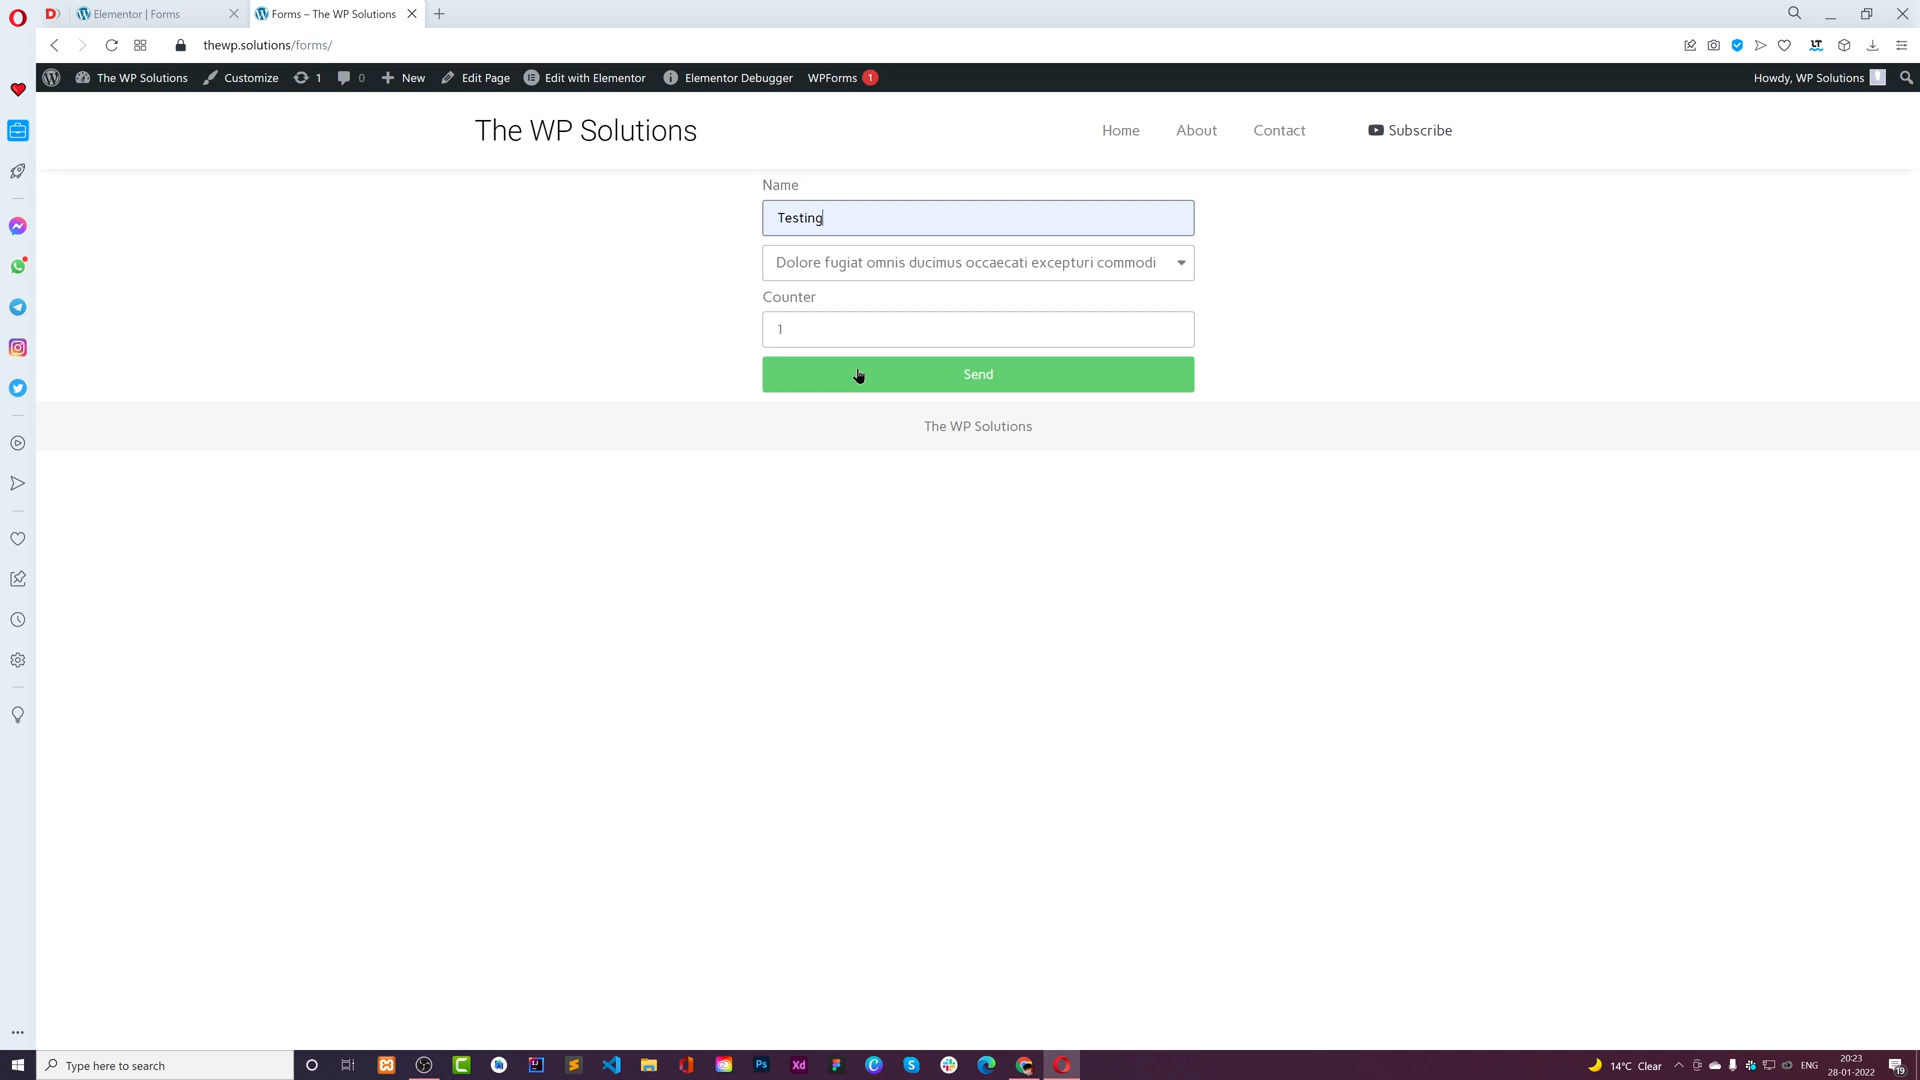 Elementor | Forms
Forms – The WP Solutions
thewp.solutions/forms/
The WP Solutions
Customize
1
0
New
Edit Page
Edit with Elementor
Elementor Debugger
WPForms 1
Howdy, WP Solutions
The WP Solutions
Home
About
Contact
Subscribe
Name
Testing
Dolore fugiat omnis ducimus occaecati excepturi commodi
Counter
1
Send
The WP Solutions
Type here to search
Ps
Xd
14°C Clear
ENG
20:23
28-01-2022
19